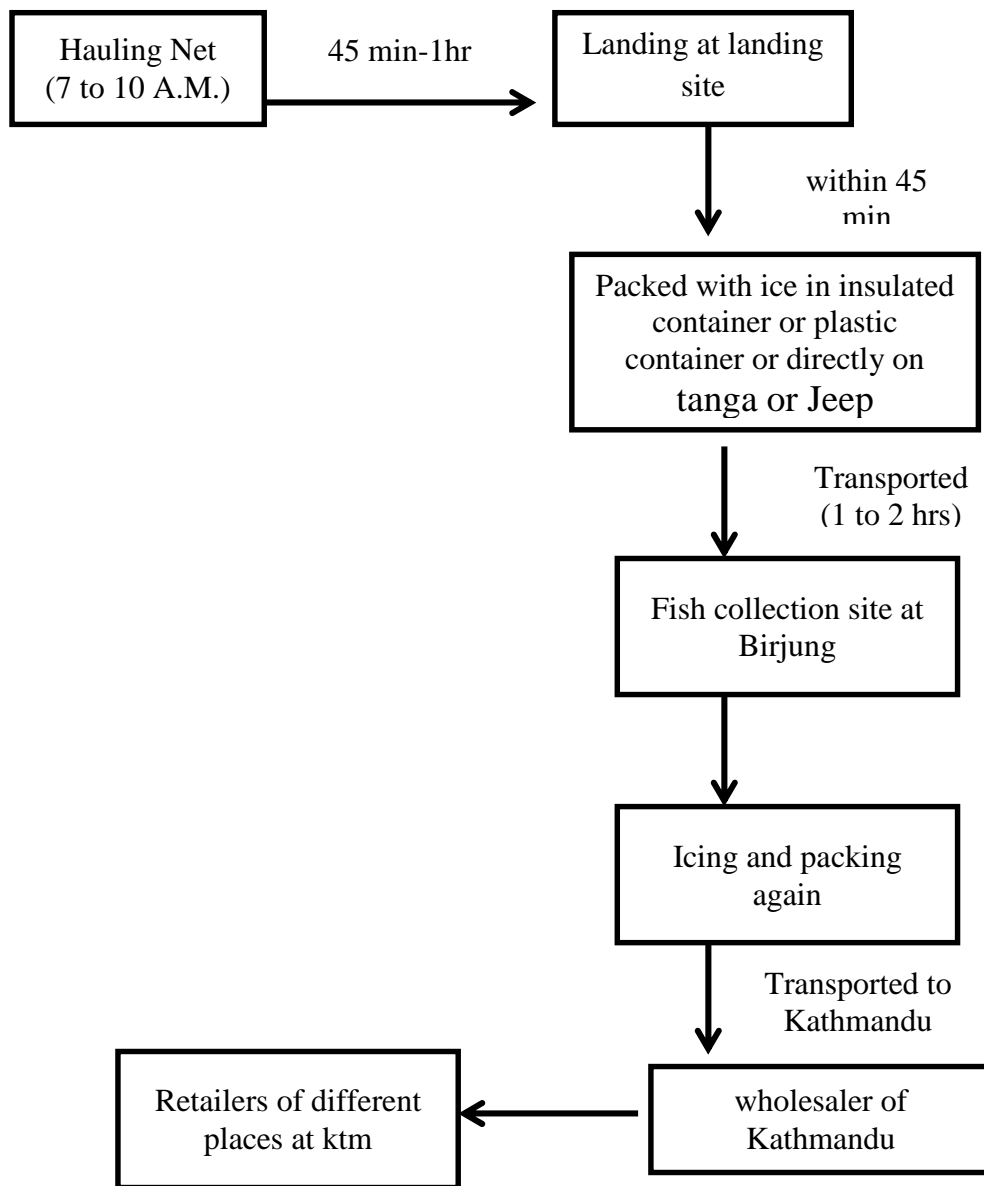 Hauling Net
(7 to 10 A.M.)
45 min-1hr
Landing at landing
site
within 45
min
Packed with ice in insulated
container or plastic
container or directly on
tanga or Jeep
Transported
(1 to 2 hrs)
Fish collection site at
Birjung
Icing and packing
again
Transported to
Kathmandu
wholesaler of
Kathmandu
Retailers of different
places at ktm